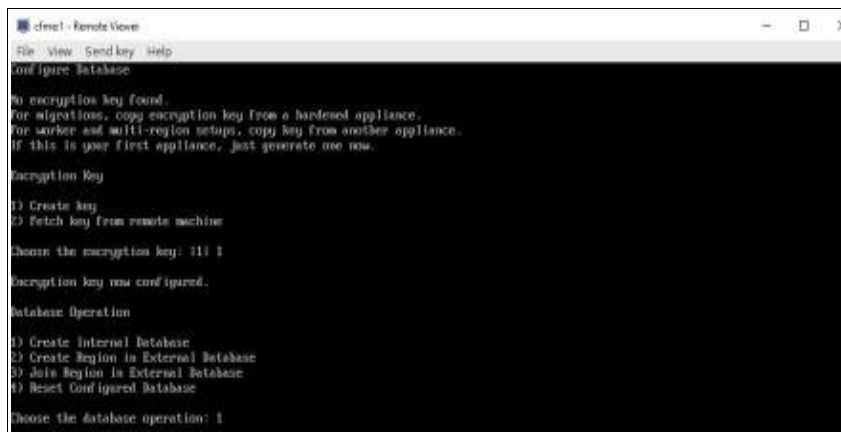 cfme1 - Remote Viewer
File View Send key Help
Configure Database
No encryption key found.
For migrations, copy encryption key from a hardened appliance.
For worker and multi-region setups, copy key from another appliance.
If this is your first appliance, just generate one now.
Encryption Key
1) Create key
2) Fetch key from remote machine
Choose the encryption key: |1| 1
Encryption key now configured.
Database Operation
1) Create Internal Database
2) Create Region in External Database
3) Join Region in External Database
4) Reset Configured Database
Choose the database operation: 1